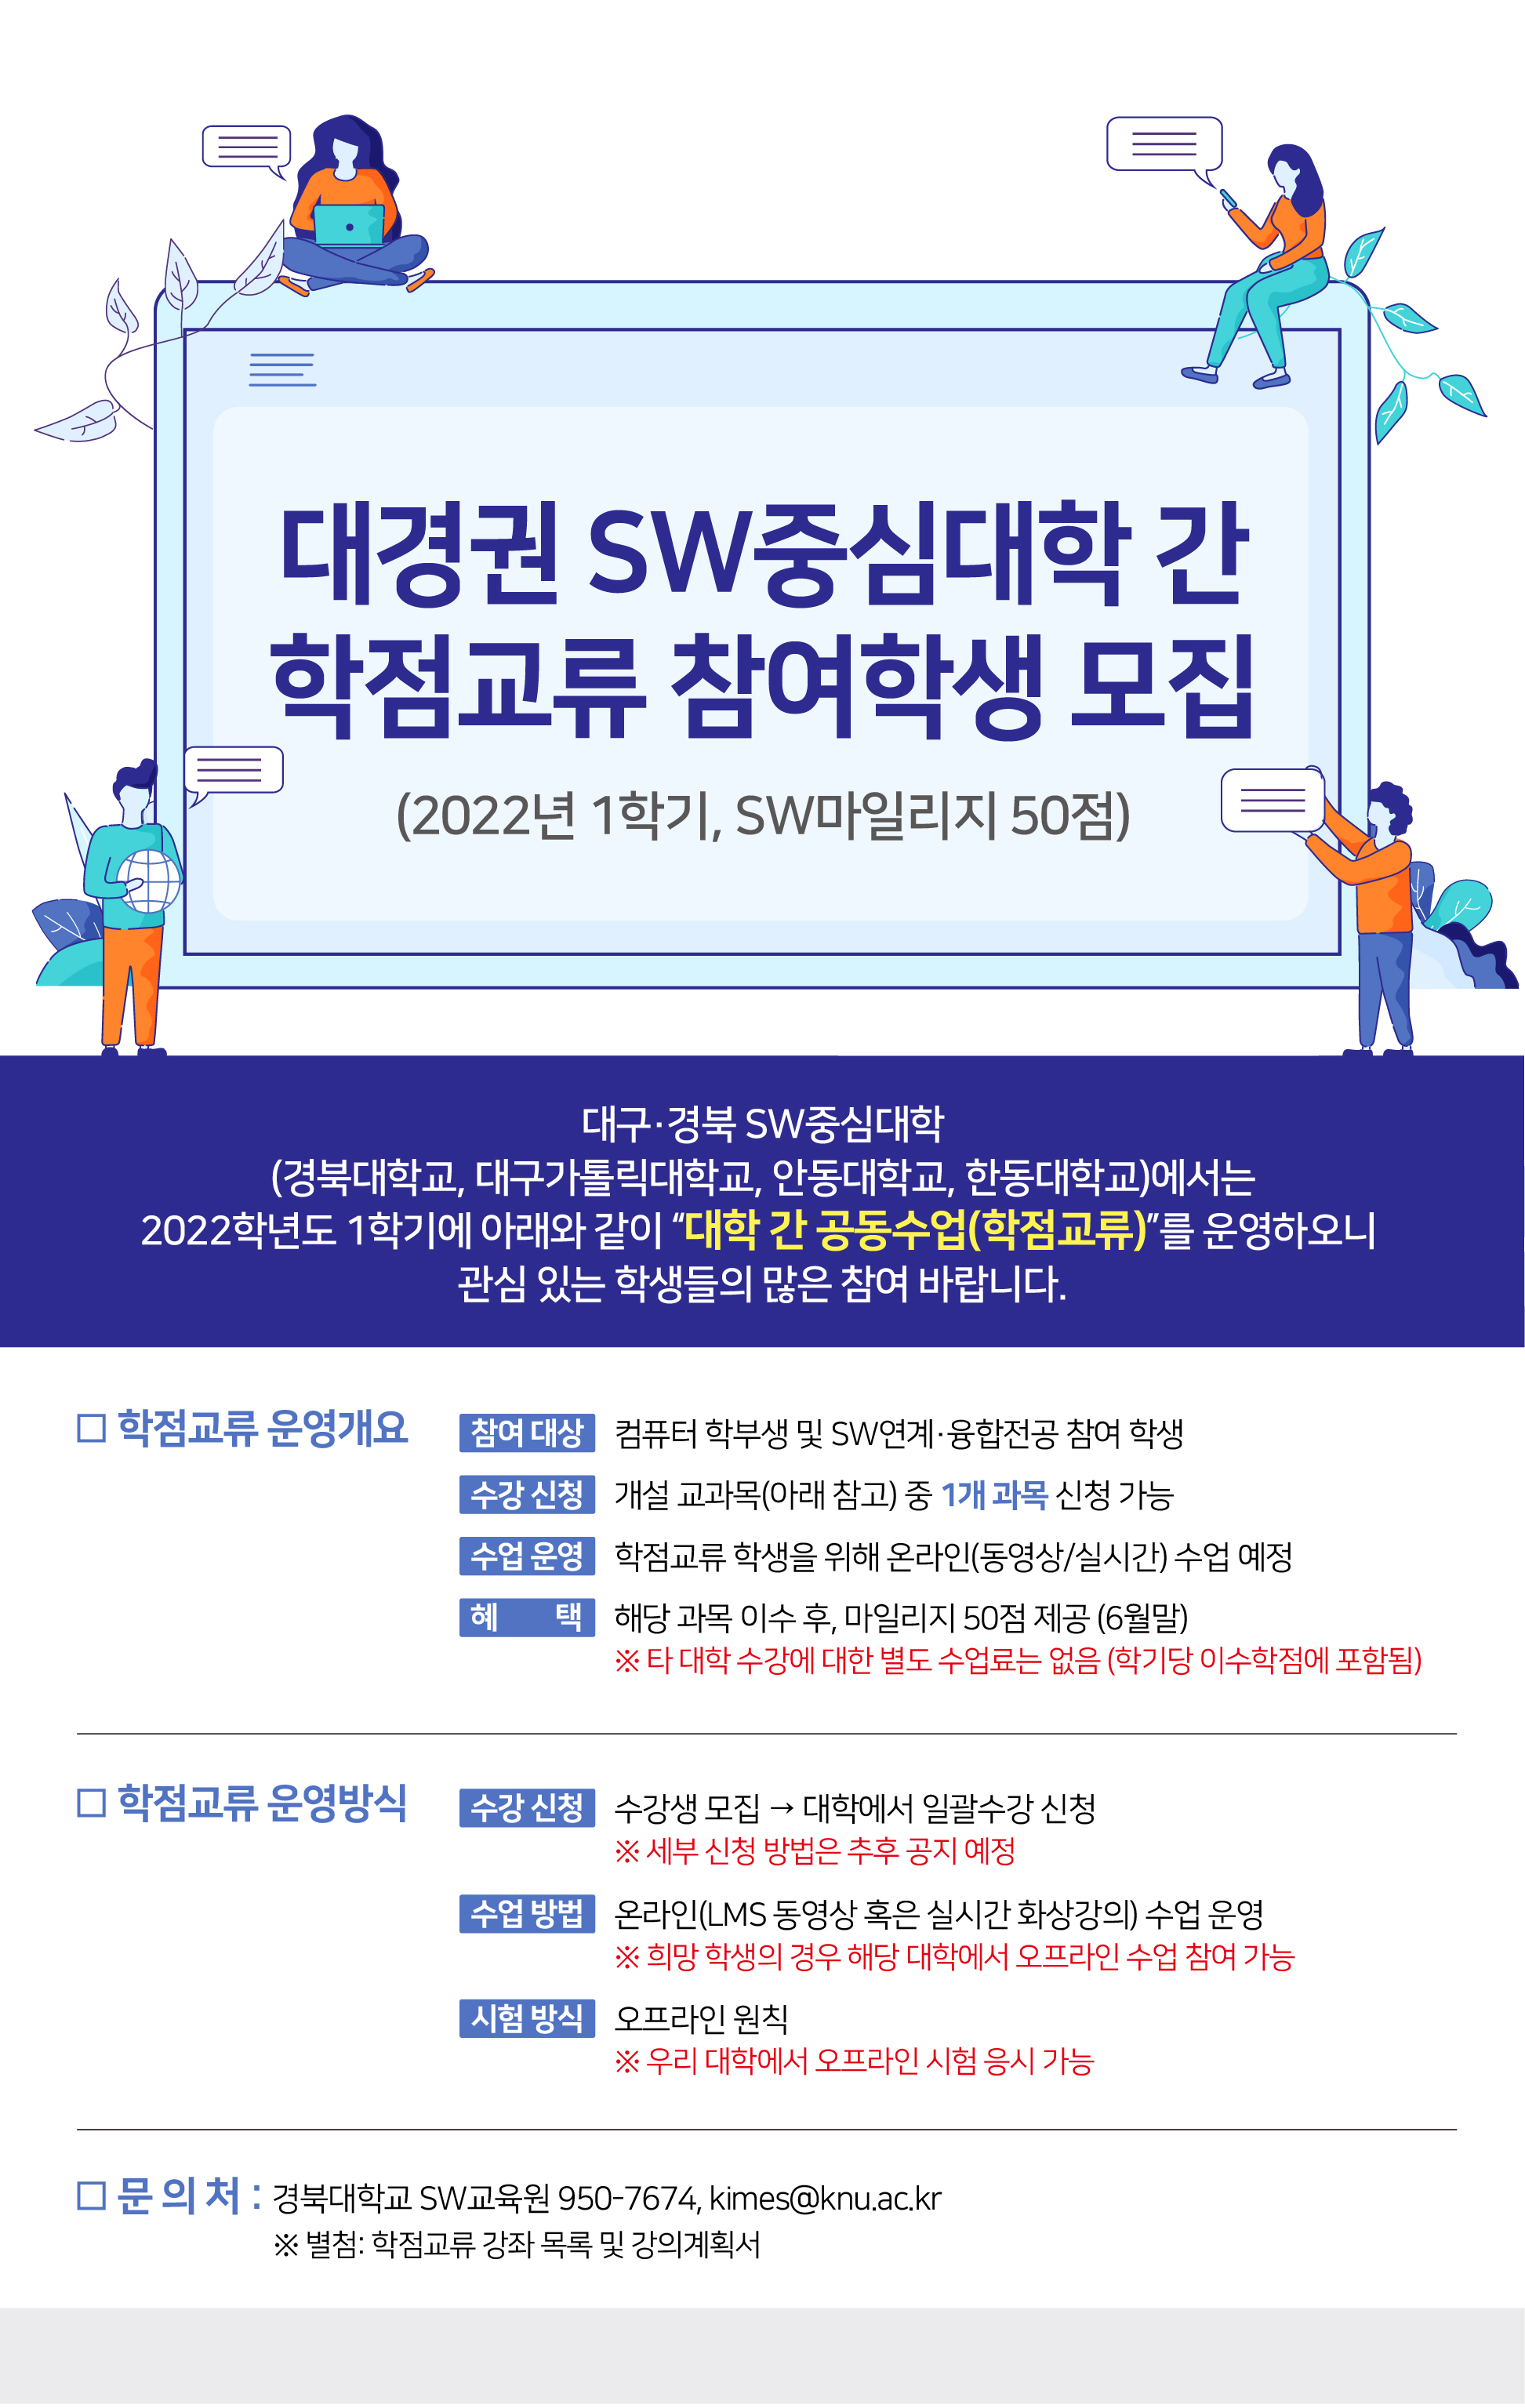 대경권 SW중심대학 간
학점교류 참여학생 모집
(2022년 1학기, SW마일리지 50점)
대구·경북 SW중심대학
(경북대학교, 대구가톨릭대학교, 안동대학교, 한동대학교)에서는
2022학년도 1학기에 아래와 같이 “대학 간 공동수업(학점교류)”를 운영하오니
관심 있는 학생들의 많은 참여 바랍니다.
□ 학점교류 운영개요
참여 대상 컴퓨터 학부생 및 SW연계·융합전공 참여 학생
수강 신청 개설 교과목(아래 참고) 중 1개 과목 신청 가능
수업 운영 학점교류 학생을 위해 온라인(동영상/실시간) 수업 예정
혜 택 해당 과목 이수 후, 마일리지 50점 제공 (6월말)
※ 타 대학 수강에 대한 별도 수업료는 없음 (학기당 이수학점에 포함됨)
□ 학점교류 운영방식
수강 신청 수강생 모집 → 대학에서 일괄수강 신청
※ 세부 신청 방법은 추후 공지 예정
수업 방법 온라인(LMS 동영상 혹은 실시간 화상강의) 수업 운영
※ 희망 학생의 경우 해당 대학에서 오프라인 수업 참여 가능
시험 방식 오프라인 원칙
※ 우리 대학에서 오프라인 시험 응시 가능
□ 문 의 처 : 경북대학교 SW교육원 950-7674, kimes@knu.ac.kr
※ 별첨: 학점교류 강좌 목록 및 강의계획서